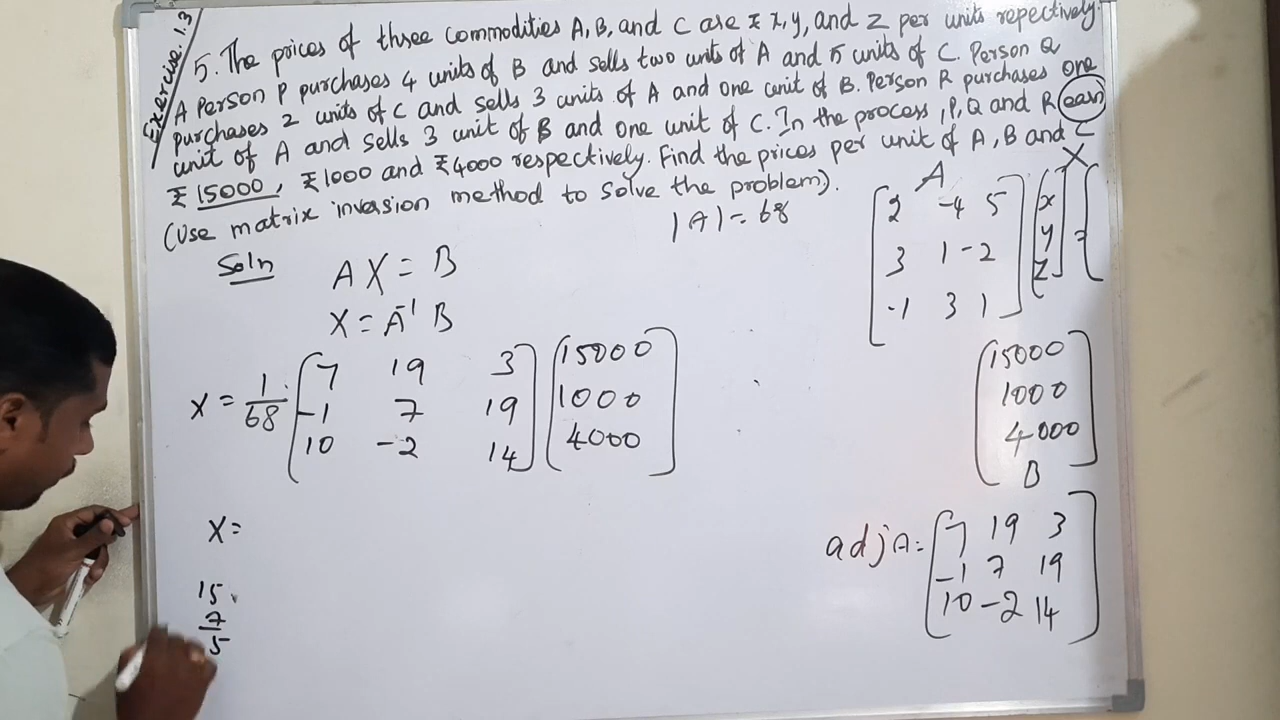 Exercise. 1.3
5. The prices of three commodities A, B, and C are ₹ x, y, and z per units repectively.
A Person P purchases 4 units of B and sells two units of A and 5 units of C. Person Q
purchases 2 units of C and sells 3 units of A and one unit of B. Person R purchases one
unit of A and sells 3 unit of B and one unit of C. In the process, P, Q and R earn
₹ 15000, ₹1000 and ₹4000 respectively. Find the prices per unit of A, B and C
(Use matrix invasion method to solve the problem).
|A| = 68
A X
2 -4 5 x
3 1 -2 y =
-1 3 1 z
Soln
AX = B
X = A⁻¹ B
X = 1/68
7 19 3 15000
-1 7 19 1000
10 -2 14 4000
15000
1000
4000
B
X =
15
7
5
adj A =
7 19 3
-1 7 19
10 -2 14